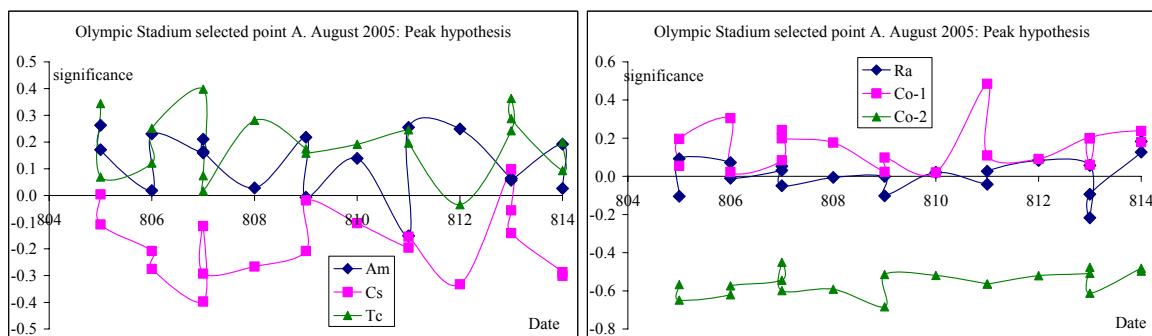 Olympic Stadium selected point A. August 2005: Peak hypothesis
significance
0.5
0.4
0.3
0.2
0.1
0.0
-0.1
-0.2
-0.3
-0.4
-0.5
804 806 807 808 810 812 814
Am
Cs
Tc
Date
Olympic Stadium selected point A. August 2005: Peak hypothesis
significance
0.6
0.4
0.2
0.0
-0.2
-0.4
-0.6
-0.8
804 806 807 808 810 812 814
Ra
Co-1
Co-2
Date